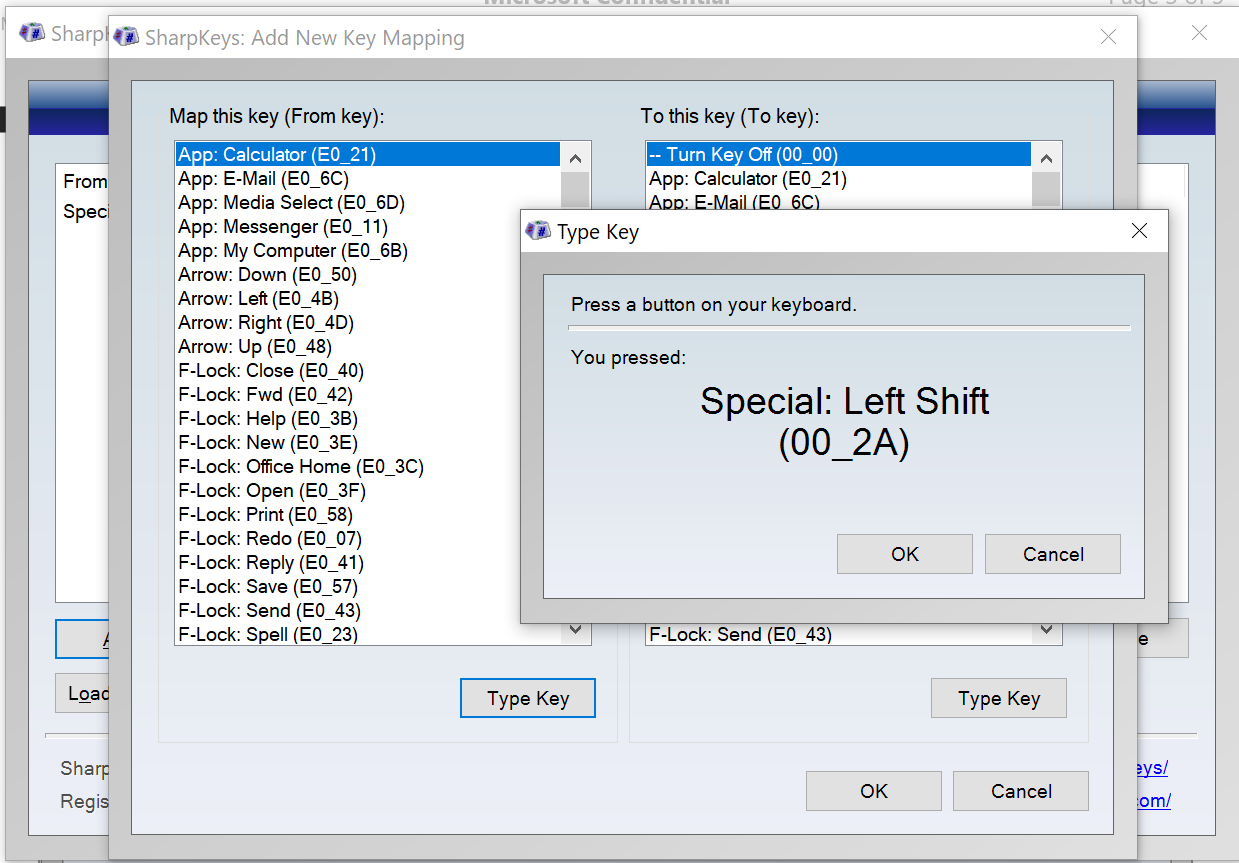 Microsoft Confidential
SharpKeys: Add New Key Mapping
Map this key (From key):
App: Calculator (E0_21)
App: E-Mail (E0_6C)
App: Media Select (E0_6D)
App: Messenger (E0_11)
App: My Computer (E0_6B)
Arrow: Down (E0_50)
Arrow: Left (E0_4B)
Arrow: Right (E0_4D)
Arrow: Up (E0_48)
F-Lock: Close (E0_40)
F-Lock: Fwd (E0_42)
F-Lock: Help (E0_3B)
F-Lock: New (E0_3E)
F-Lock: Office Home (E0_3C)
F-Lock: Open (E0_3F)
F-Lock: Print (E0_58)
F-Lock: Redo (E0_07)
F-Lock: Reply (E0_41)
F-Lock: Save (E0_57)
F-Lock: Send (E0_43)
F-Lock: Spell (E0_23)
Type Key
To this key (To key):
-- Turn Key Off (00_00)
App: Calculator (E0_21)
App: E-Mail (E0_6C)
F-Lock: Send (E0_43)
Type Key
OK
Cancel
Type Key
Press a button on your keyboard.
You pressed:
Special: Left Shift
(00_2A)
OK
Cancel
From
Speci
Load
Sharp
Regis
eys/
com/